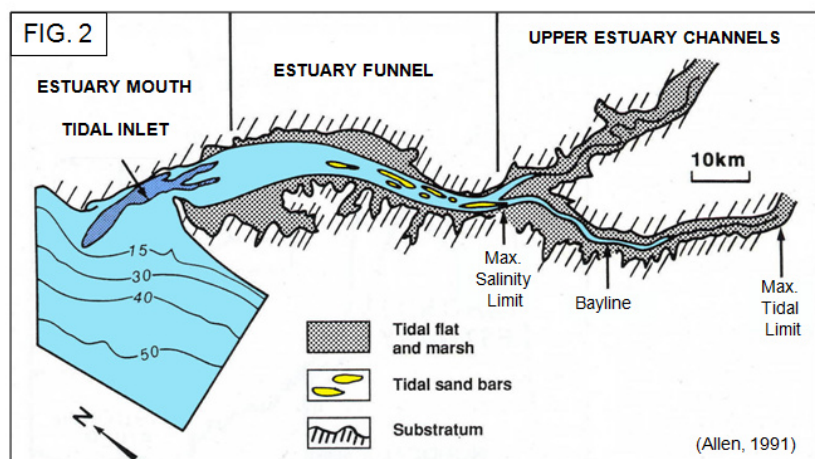 FIG. 2
UPPER ESTUARY CHANNELS
ESTUARY FUNNEL
ESTUARY MOUTH
TIDAL INLET
10km
15
30
40
50
Max.
Salinity
Limit
Bayline
Max.
Tidal
Limit
Tidal flat
and marsh
Tidal sand bars
Substratum
N
(Allen, 1991)